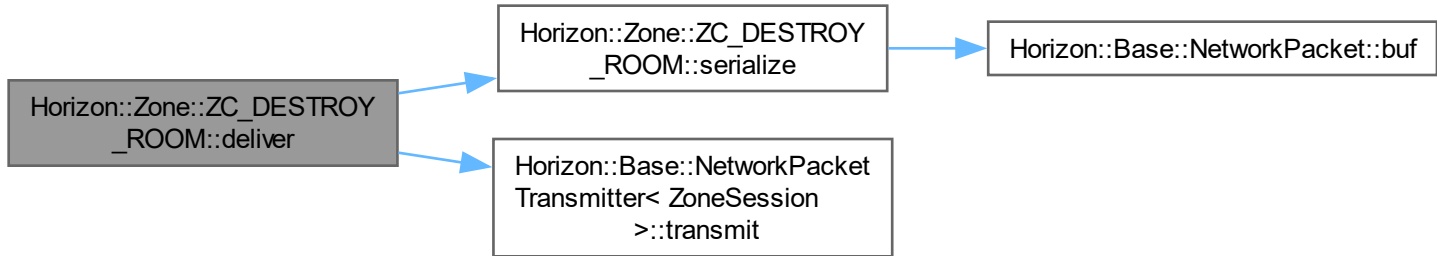 Horizon::Zone::ZC_DESTROY
_ROOM::deliver
Horizon::Zone::ZC_DESTROY
_ROOM::serialize
Horizon::Base::NetworkPacket::buf
Horizon::Base::NetworkPacket
Transmitter< ZoneSession
>::transmit